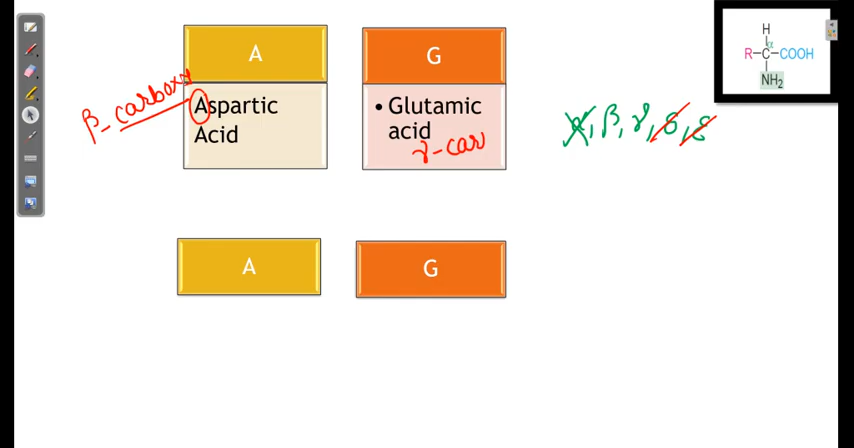 A
G
β-carboxy
Aspartic
Acid
• Glutamic
acid
γ-car
α, β, γ, δ, ε
A
G
H
α
R–C–COOH
NH₂